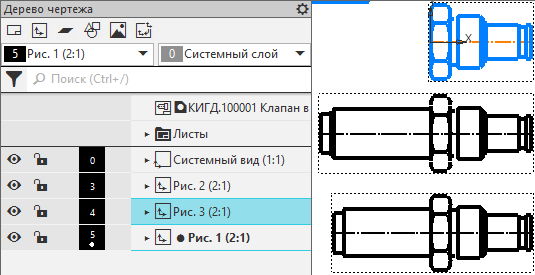 Дерево чертежа
5 Рис. 1 (2:1) 0 Системный слой
Поиск (Ctrl+/)
КИГД.100001 Клапан в
Листы
0 Системный вид (1:1)
3 Рис. 2 (2:1)
4 Рис. 3 (2:1)
5 Рис. 1 (2:1)
X